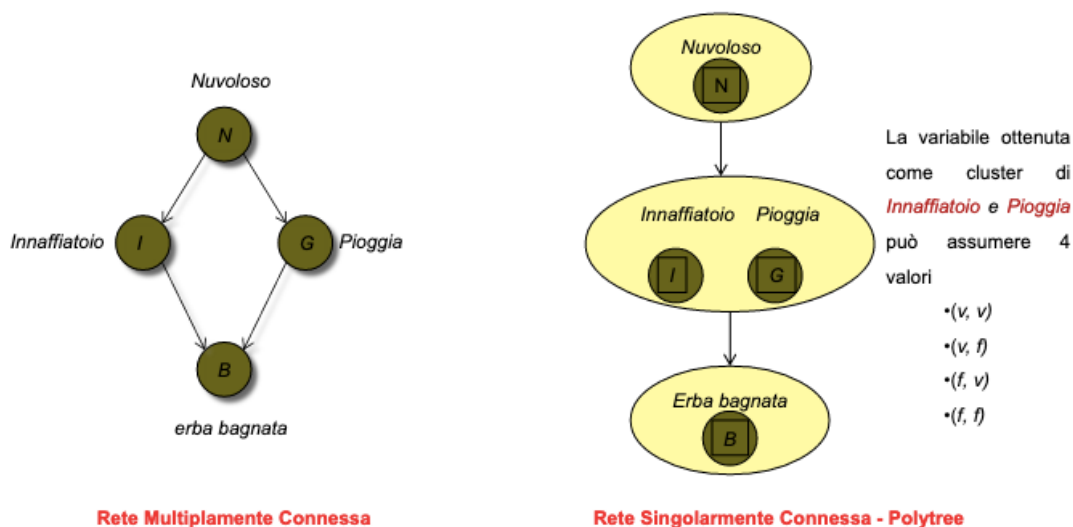 Nuvoloso
N
Innaffiatoio
I
G
Pioggia
B
erba bagnata
Rete Multiplamente Connessa
Nuvoloso
N
Innaffiatoio Pioggia
I G
Erba bagnata
B
Rete Singolarmente Connessa - Polytree
La variabile ottenuta
come cluster di
Innaffiatoio e Pioggia
può assumere 4
valori
•(v, v)
•(v, f)
•(f, v)
•(f, f)